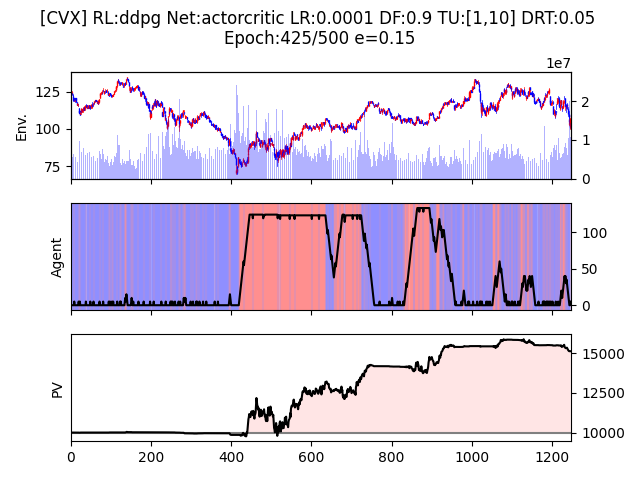 [CVX] RL:ddpg Net:actorcritic LR:0.0001 DF:0.9 TU:[1,10] DRT:0.05
Epoch:425/500 e=0.15
1e7
Env.
125
100
75
2
1
0
Agent
100
50
0
PV
15000
12500
10000
0 200 400 600 800 1000 1200